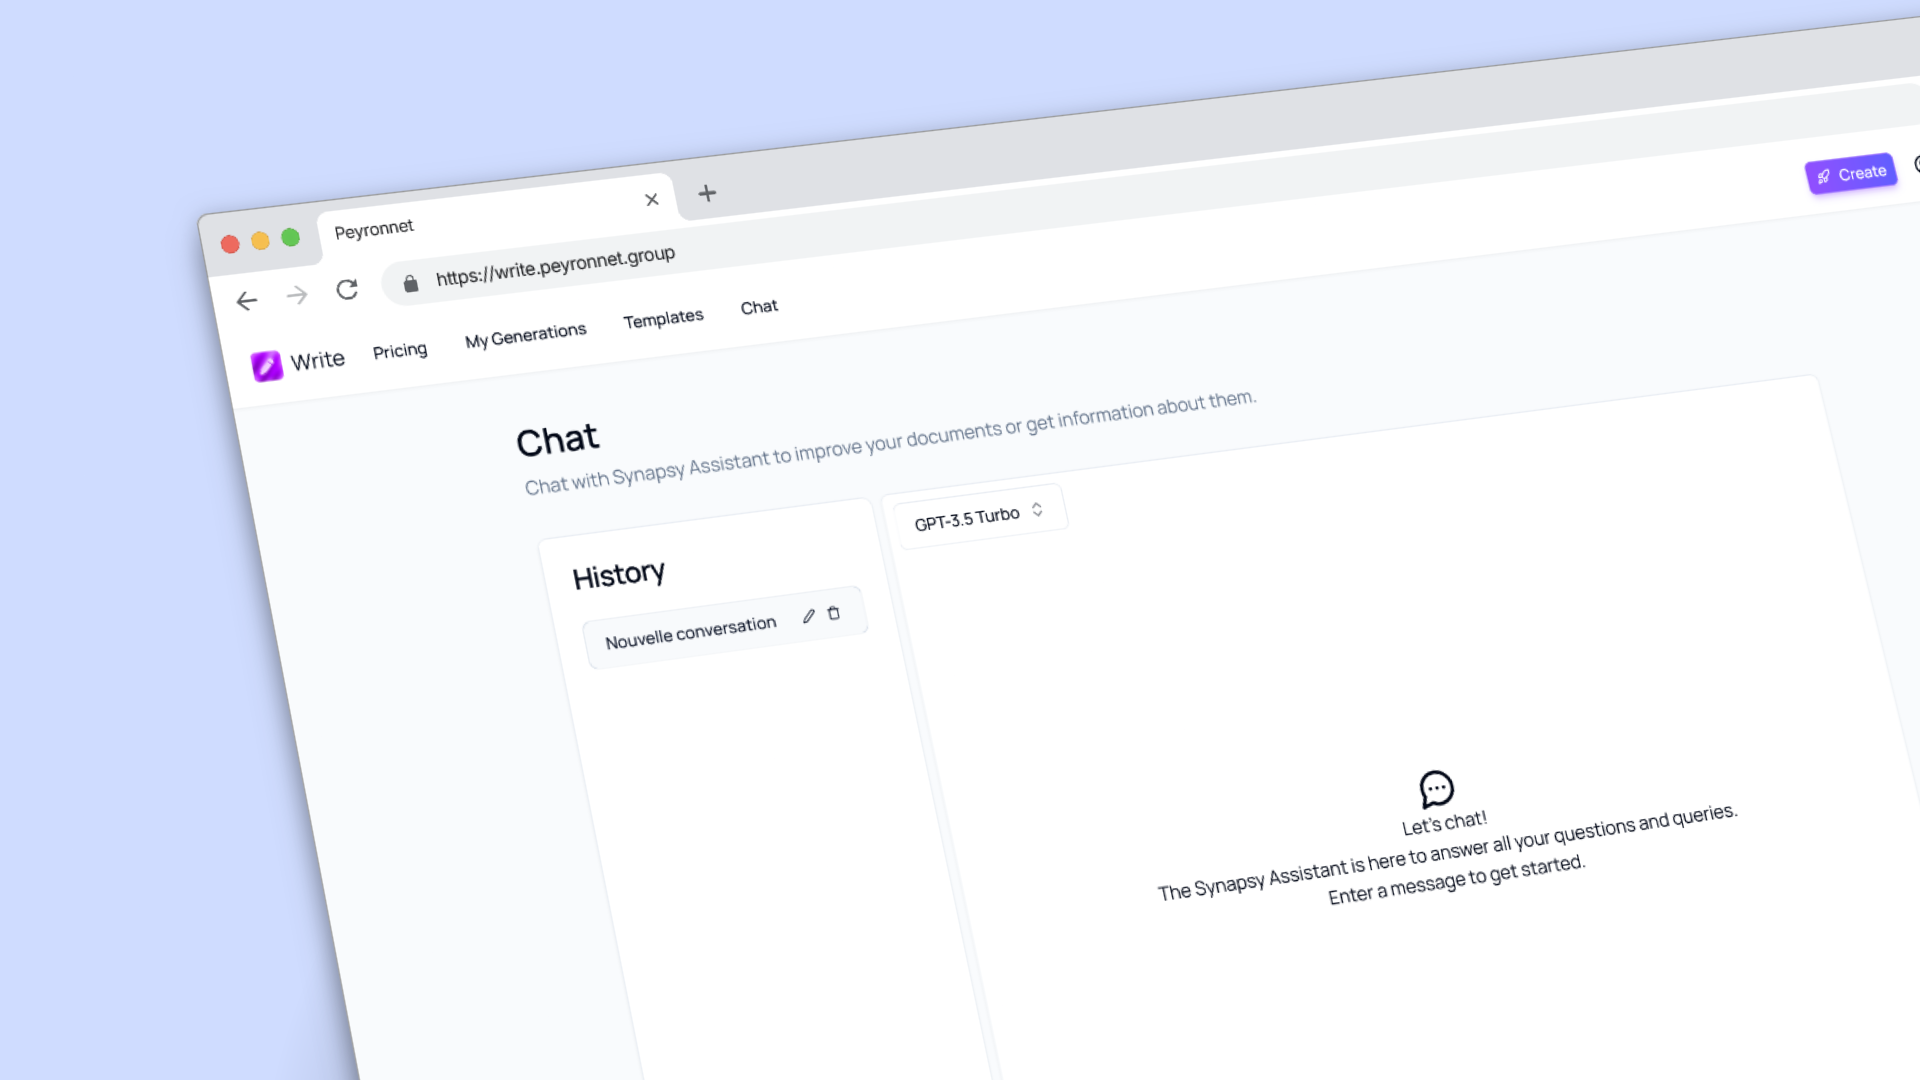 Peyronnet
https://write.peyronnet.group
Write Pricing My Generations Templates Chat
Create
Chat
Chat with Synapsy Assistant to improve your documents or get information about them.
History
Nouvelle conversation
GPT-3.5 Turbo
Let's chat!
The Synapsy Assistant is here to answer all your questions and queries.
Enter a message to get started.